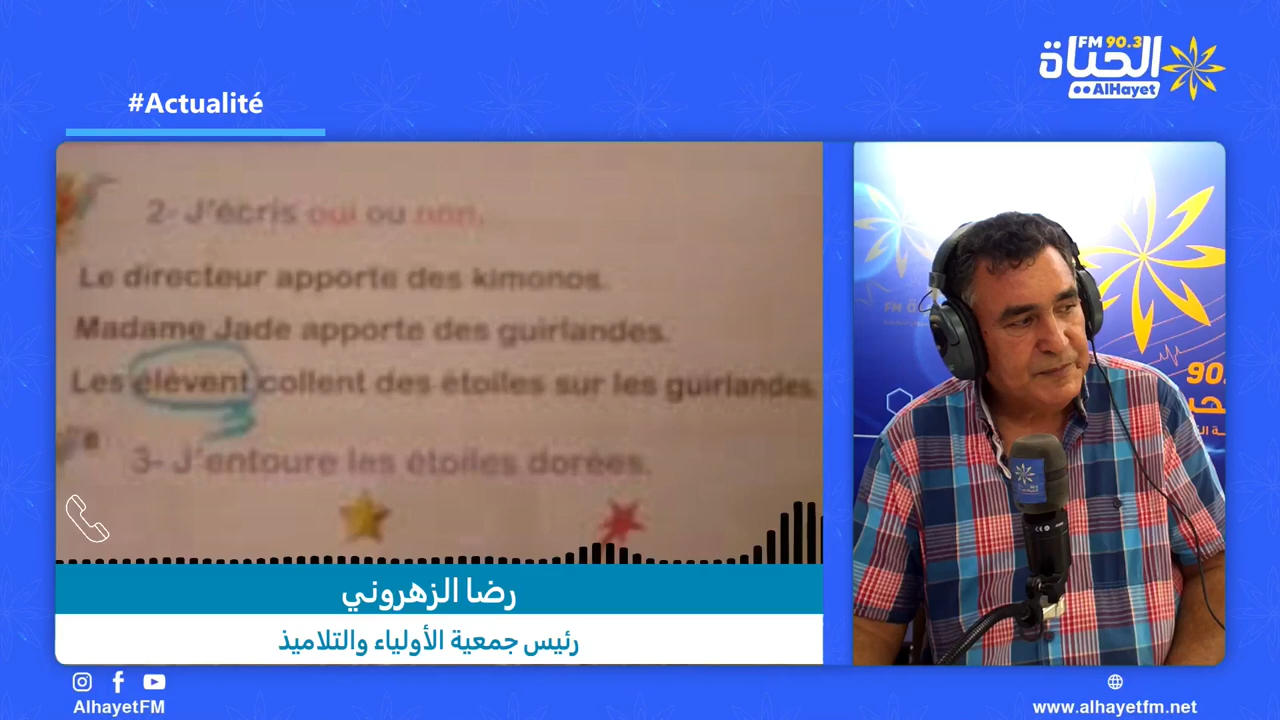 FM 90.3
الحياة
AlHayet
#Actualité
2- J'écris oui ou non.
Le directeur apporte des kimonos.
Madame Jade apporte des guirlandes.
Les élèvent collent des étoiles sur les guirlandes.
3- J'entoure les étoiles dorées.
رضا الزهروني
رئيس جمعية الأولياء والتلاميذ
AlhayetFM
www.alhayetfm.net